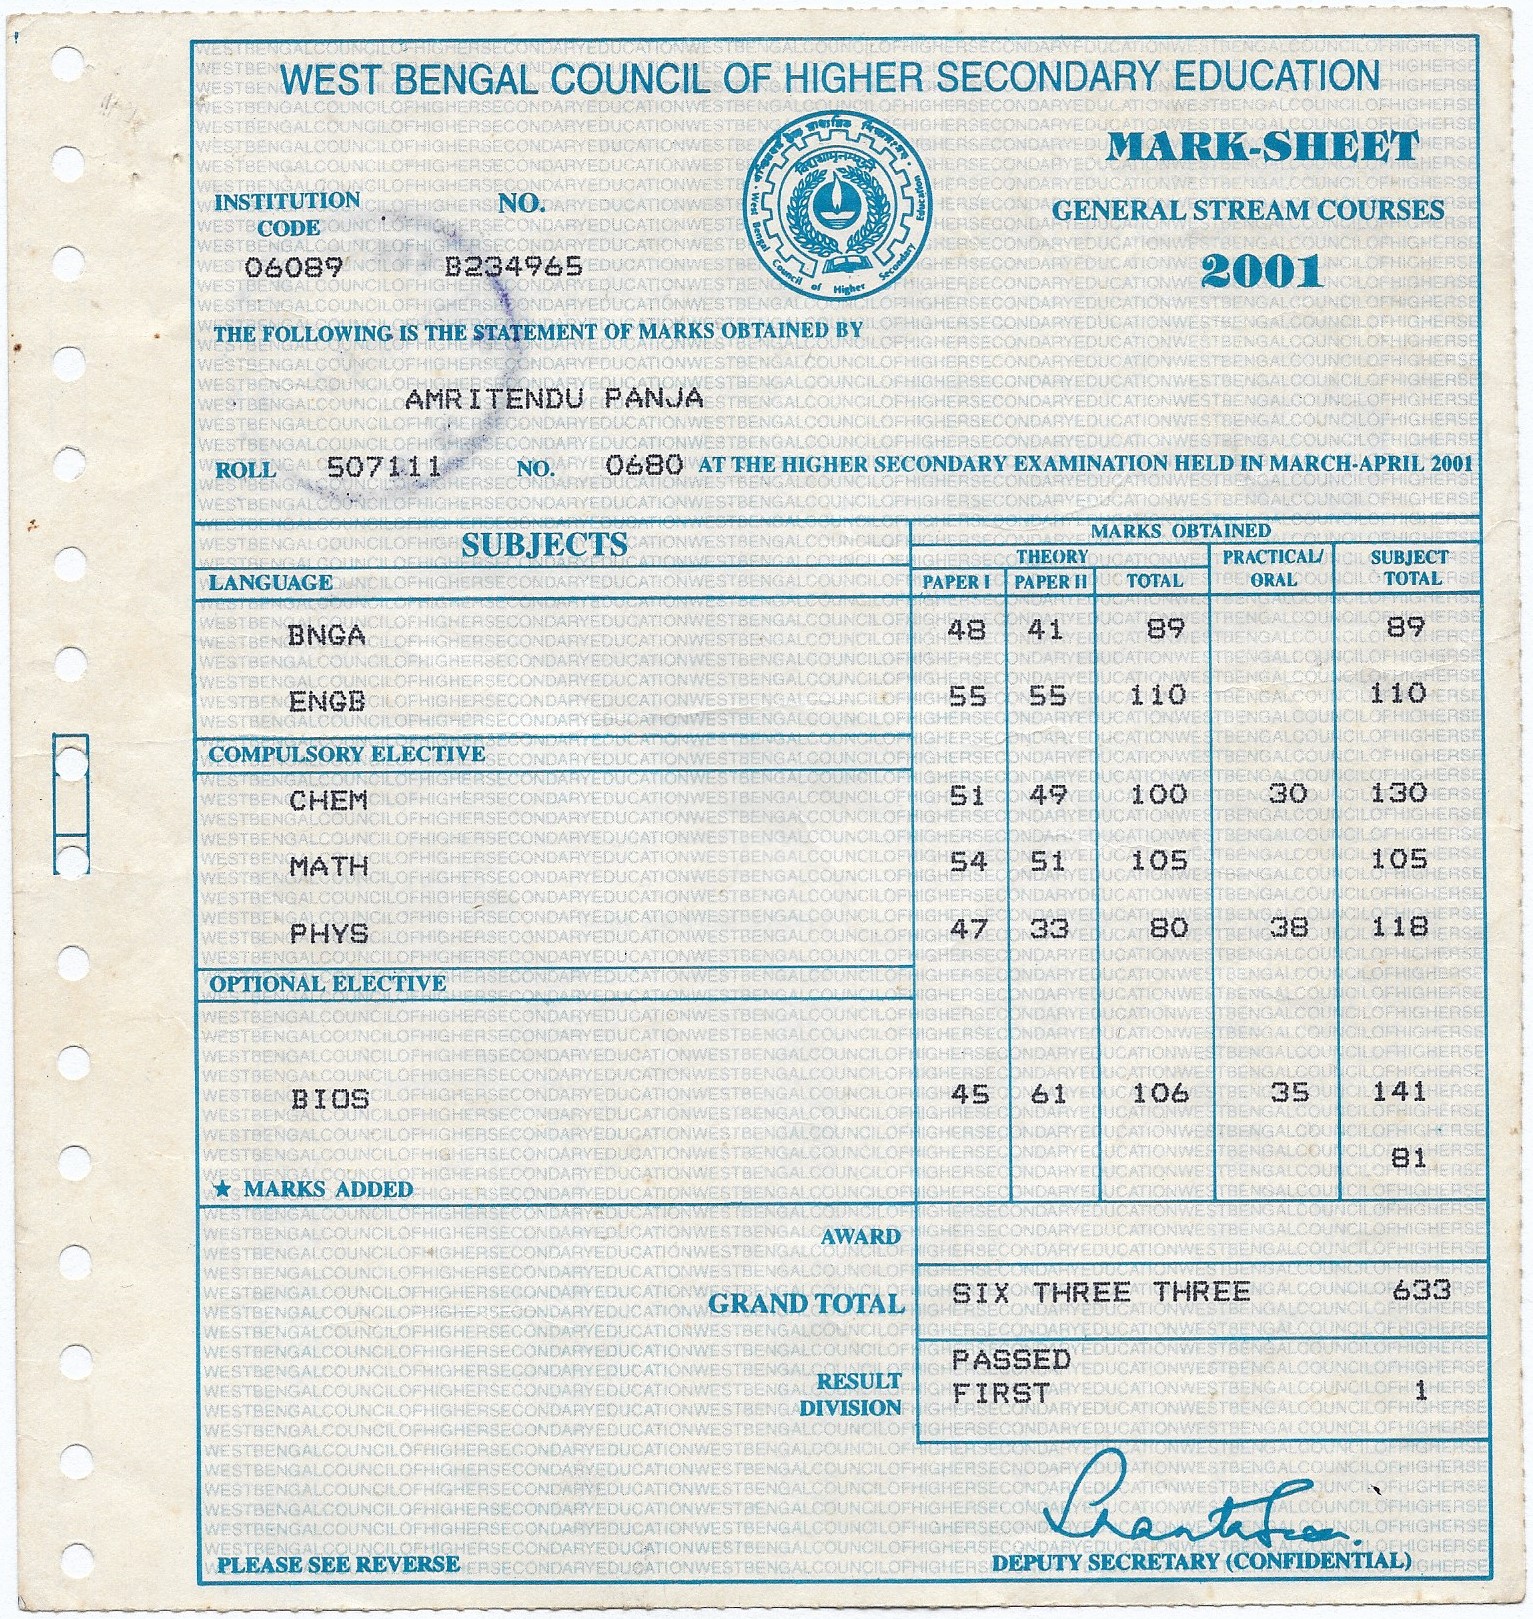 WEST BENGAL COUNCIL OF HIGHER SECONDARY EDUCATION
West Bengal Council of Higher Secondary Education
MARK-SHEET
GENERAL STREAM COURSES
2001
INSTITUTION CODE NO.
06089 B234965
THE FOLLOWING IS THE STATEMENT OF MARKS OBTAINED BY
AMRITENDU PANJA
ROLL 507111 NO. 0680 AT THE HIGHER SECONDARY EXAMINATION HELD IN MARCH-APRIL 2001
SUBJECTS MARKS OBTAINED
THEORY PRACTICAL/ORAL SUBJECT TOTAL
LANGUAGE PAPER I PAPER II TOTAL
BNGA 48 41 89 89
ENGB 55 55 110 110
COMPULSORY ELECTIVE
CHEM 51 49 100 30 130
MATH 54 51 105 105
PHYS 47 33 80 38 118
OPTIONAL ELECTIVE
BIOS 45 61 106 35 141
81
★ MARKS ADDED
AWARD
GRAND TOTAL SIX THREE THREE 633
RESULT PASSED
DIVISION FIRST 1
PLEASE SEE REVERSE DEPUTY SECRETARY (CONFIDENTIAL)